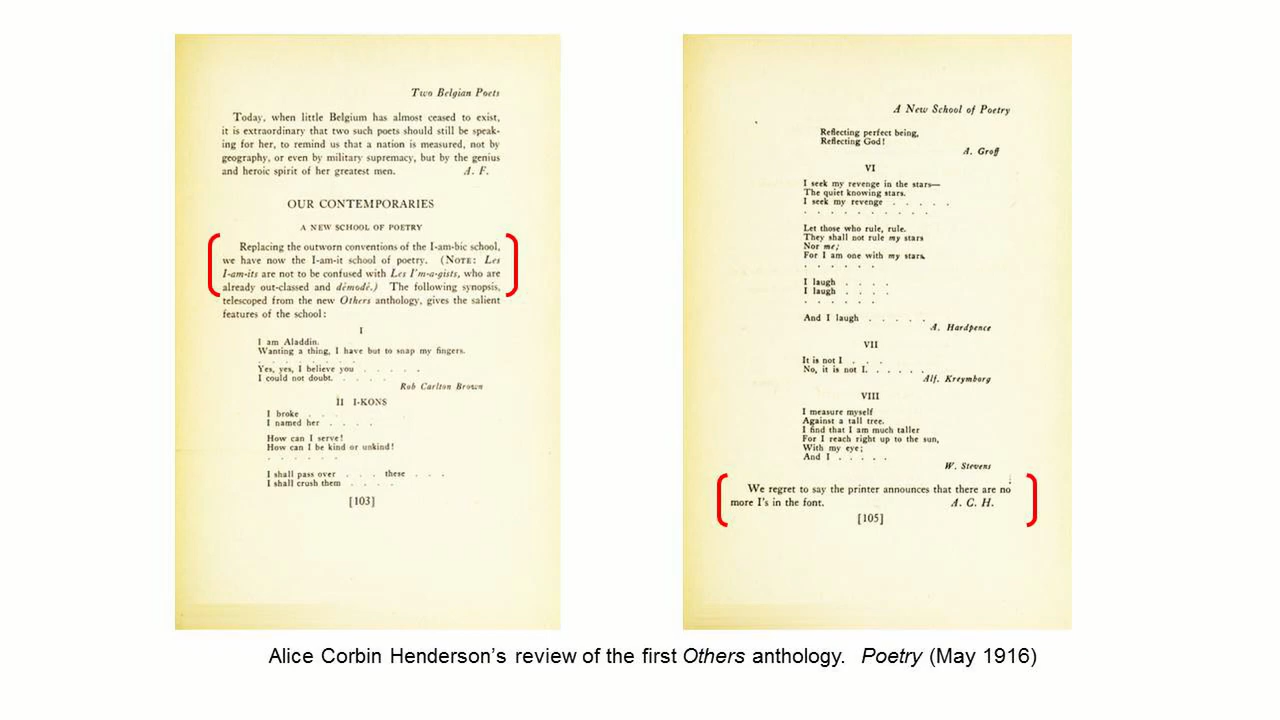 Two Belgian Poets
Today, when little Belgium has almost ceased to exist,
it is extraordinary that two such poets should still be speak-
ing for her, to remind us that a nation is measured, not by
geography, or even by military supremacy, but by the genius
and heroic spirit of her greatest men. A. F.
OUR CONTEMPORARIES
A NEW SCHOOL OF POETRY
Replacing the outworn conventions of the I-am-bic school,
we have now the I-am-it school of poetry. (NOTE: Les
I-am-its are not to be confused with Les I'm-a-gists, who are
already out-classed and démodé.) The following synopsis,
telescoped from the new Others anthology, gives the salient
features of the school:
I
I am Aladdin.
Wanting a thing, I have but to snap my fingers.
. . . . . . .
Yes, yes, I believe you . . . . .
I could not doubt. . . . .
Rob Carlton Brown
II I-KONS
I broke . . .
I named her . . . .
How can I serve!
How can I be kind or unkind!
. . . . . .
I shall pass over . . . these . . .
I shall crush them . . . .
[103]
A New School of Poetry
Reflecting perfect being,
Reflecting God!
A. Groff
VI
I seek my revenge in the stars—
The quiet knowing stars.
I seek my revenge . . . . .
. . . . . . . . . .
Let those who rule, rule.
They shall not rule my stars
Nor me;
For I am one with my stars.
. . . . . .
I laugh . . . .
I laugh . . . .
. . . . . .
And I laugh . . . . .
A. Hardpence
VII
It is not I . . .
No, it is not I. . . . . .
Alf. Kreymborg
VIII
I measure myself
Against a tall tree.
I find that I am much taller
For I reach right up to the sun,
With my eye;
And I . . . . .
W. Stevens
We regret to say the printer announces that there are no
more I's in the font. A. C. H.
[105]
Alice Corbin Henderson's review of the first Others anthology. Poetry (May 1916)